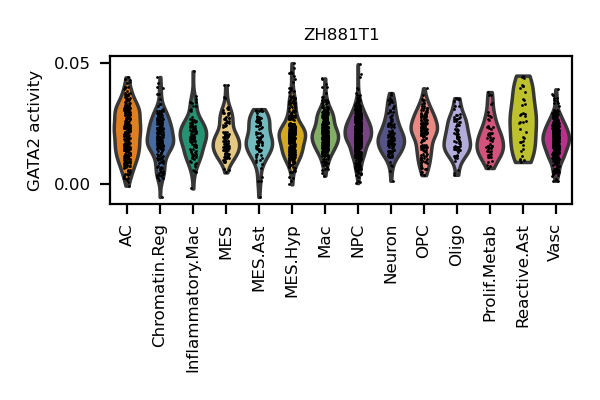 ZH881T1
GATA2 activity
0.05
0.00
AC
Chromatin.Reg
Inflammatory.Mac
MES
MES.Ast
MES.Hyp
Mac
NPC
Neuron
OPC
Oligo
Prolif.Metab
Reactive.Ast
Vasc